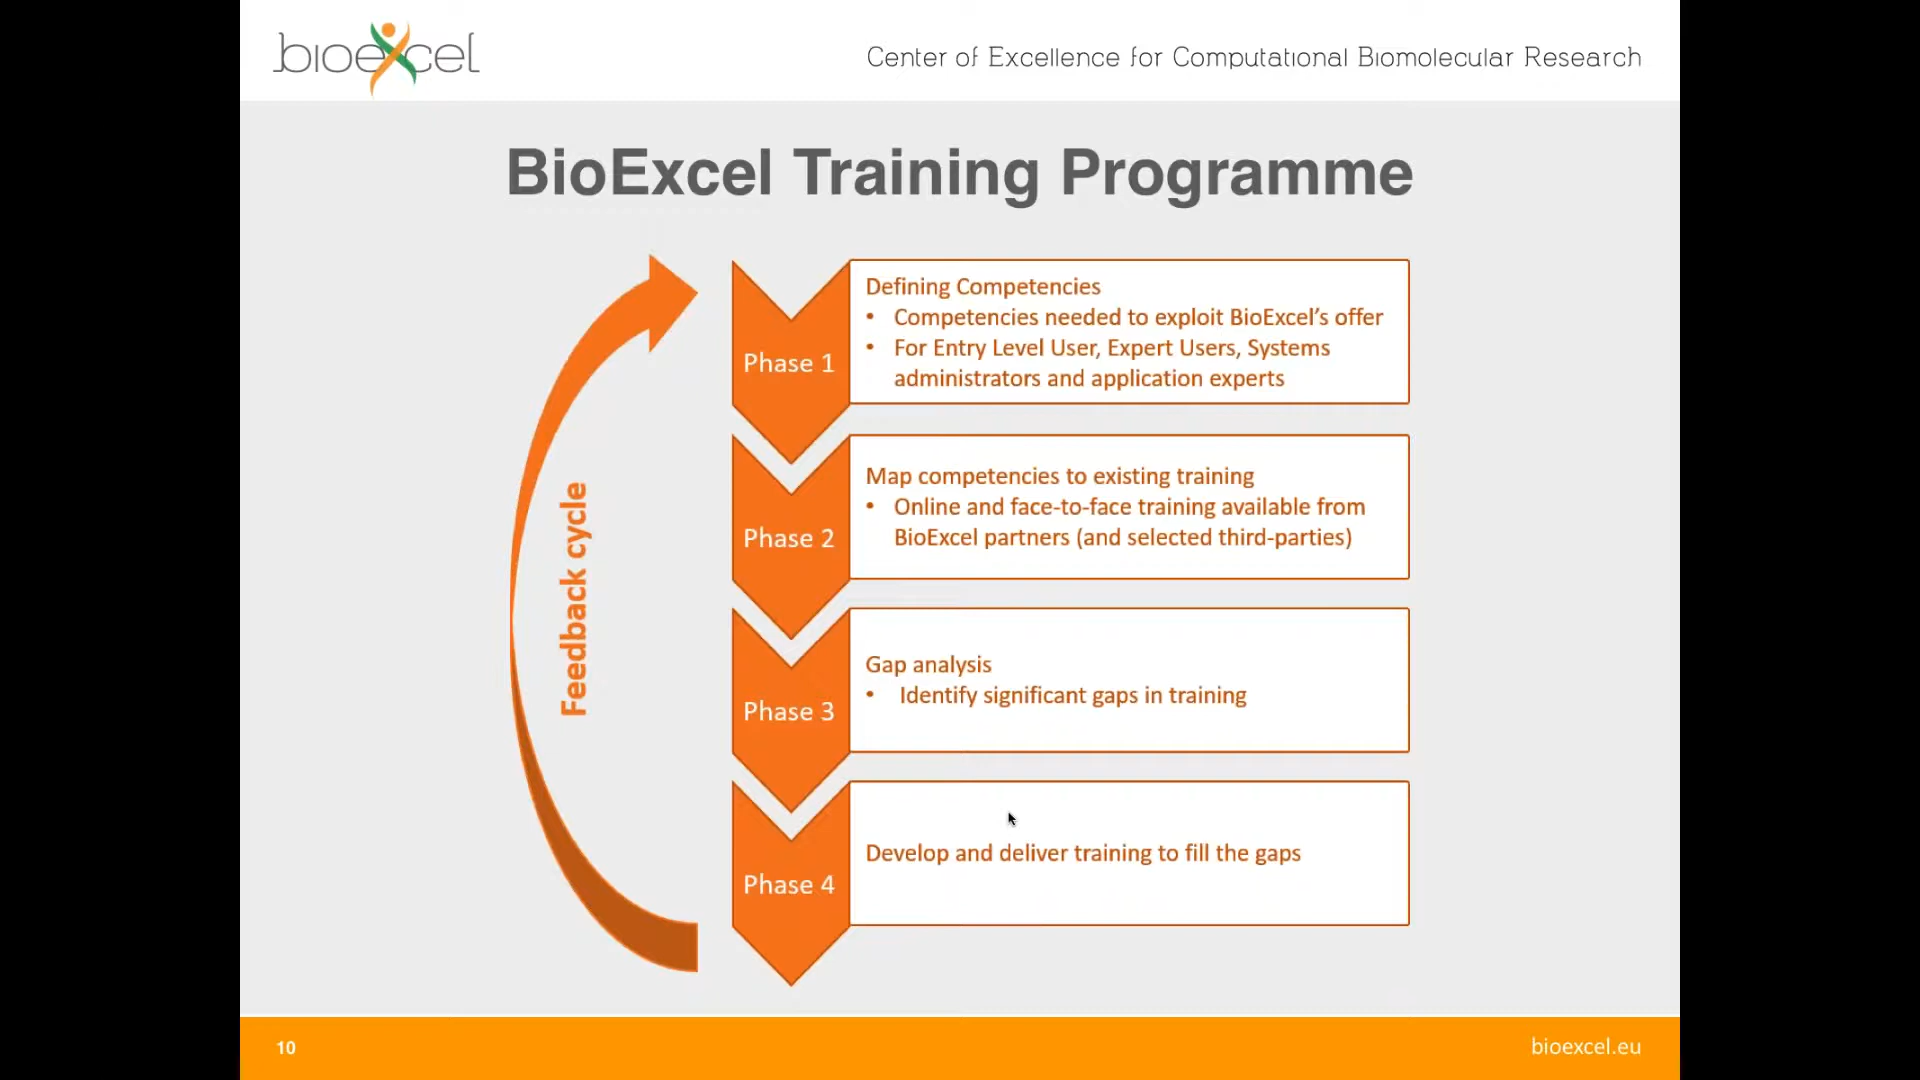 bioexcel
Center of Excellence for Computational Biomolecular Research
BioExcel Training Programme
Feedback cycle
Phase 1
Defining Competencies
• Competencies needed to exploit BioExcel’s offer
• For Entry Level User, Expert Users, Systems
administrators and application experts
Phase 2
Map competencies to existing training
• Online and face-to-face training available from
BioExcel partners (and selected third-parties)
Phase 3
Gap analysis
• Identify significant gaps in training
Phase 4
Develop and deliver training to fill the gaps
10
bioexcel.eu